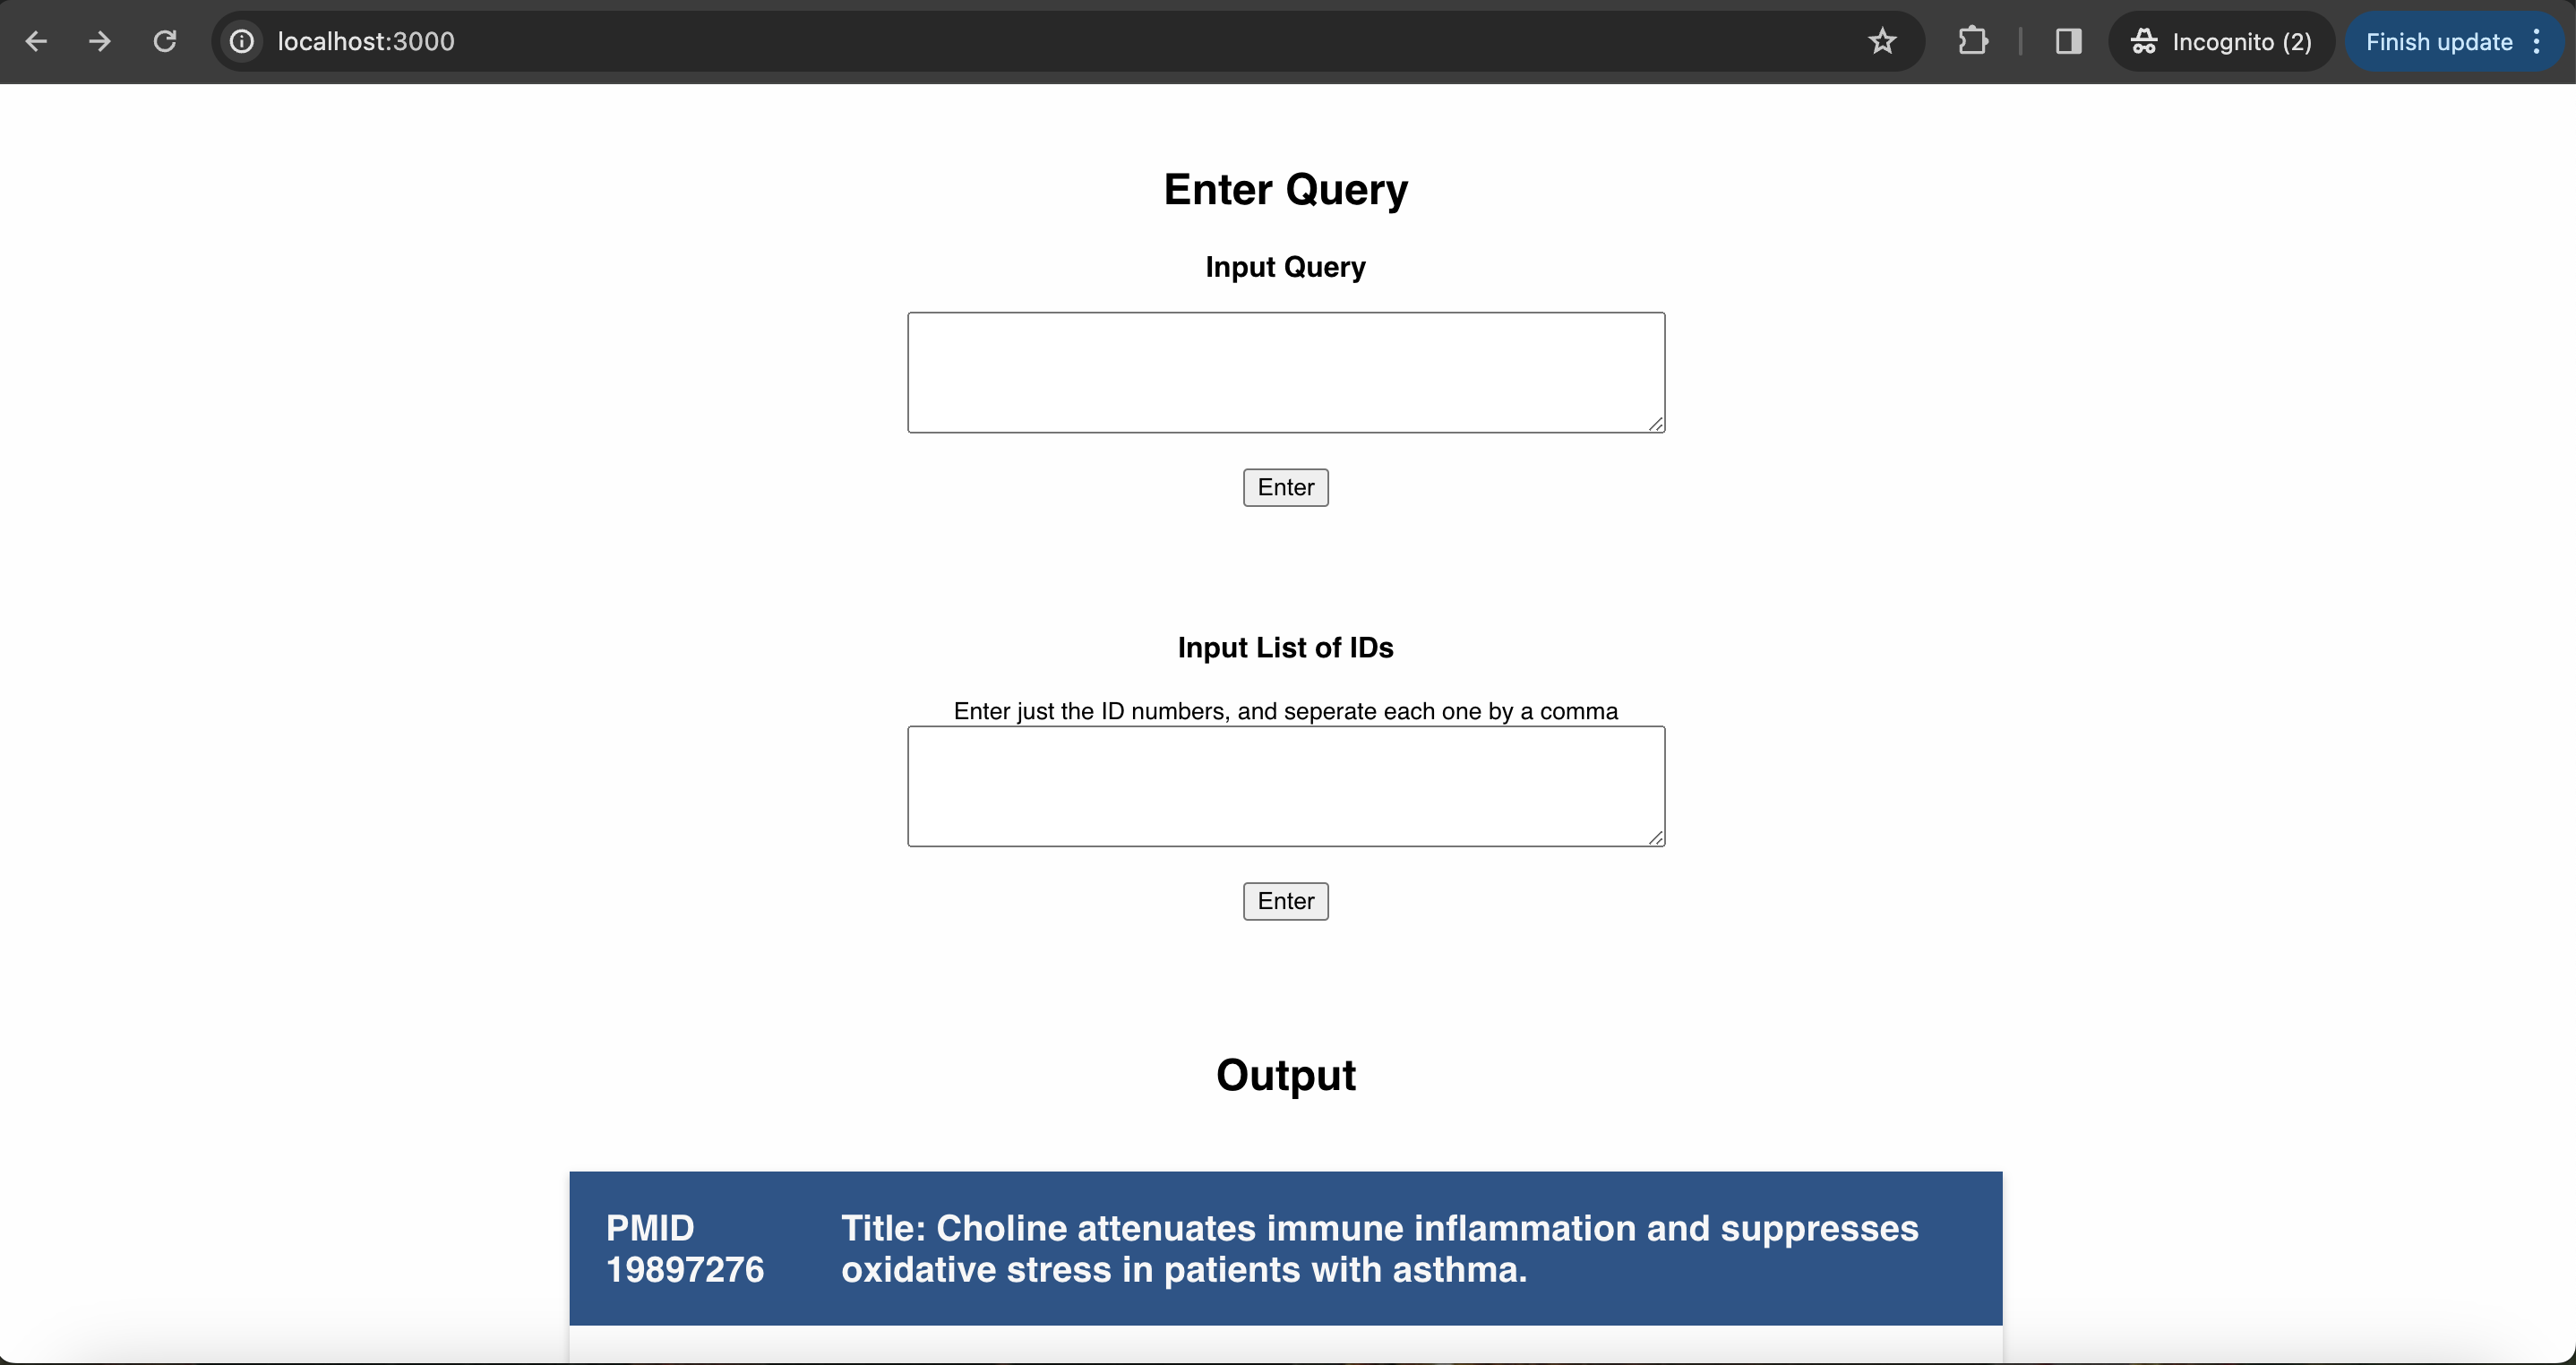 localhost:3000
Incognito (2)
Finish update
Enter Query
Input Query
Enter
Input List of IDs
Enter just the ID numbers, and seperate each one by a comma
Enter
Output
PMID
19897276
Title: Choline attenuates immune inflammation and suppresses
oxidative stress in patients with asthma.